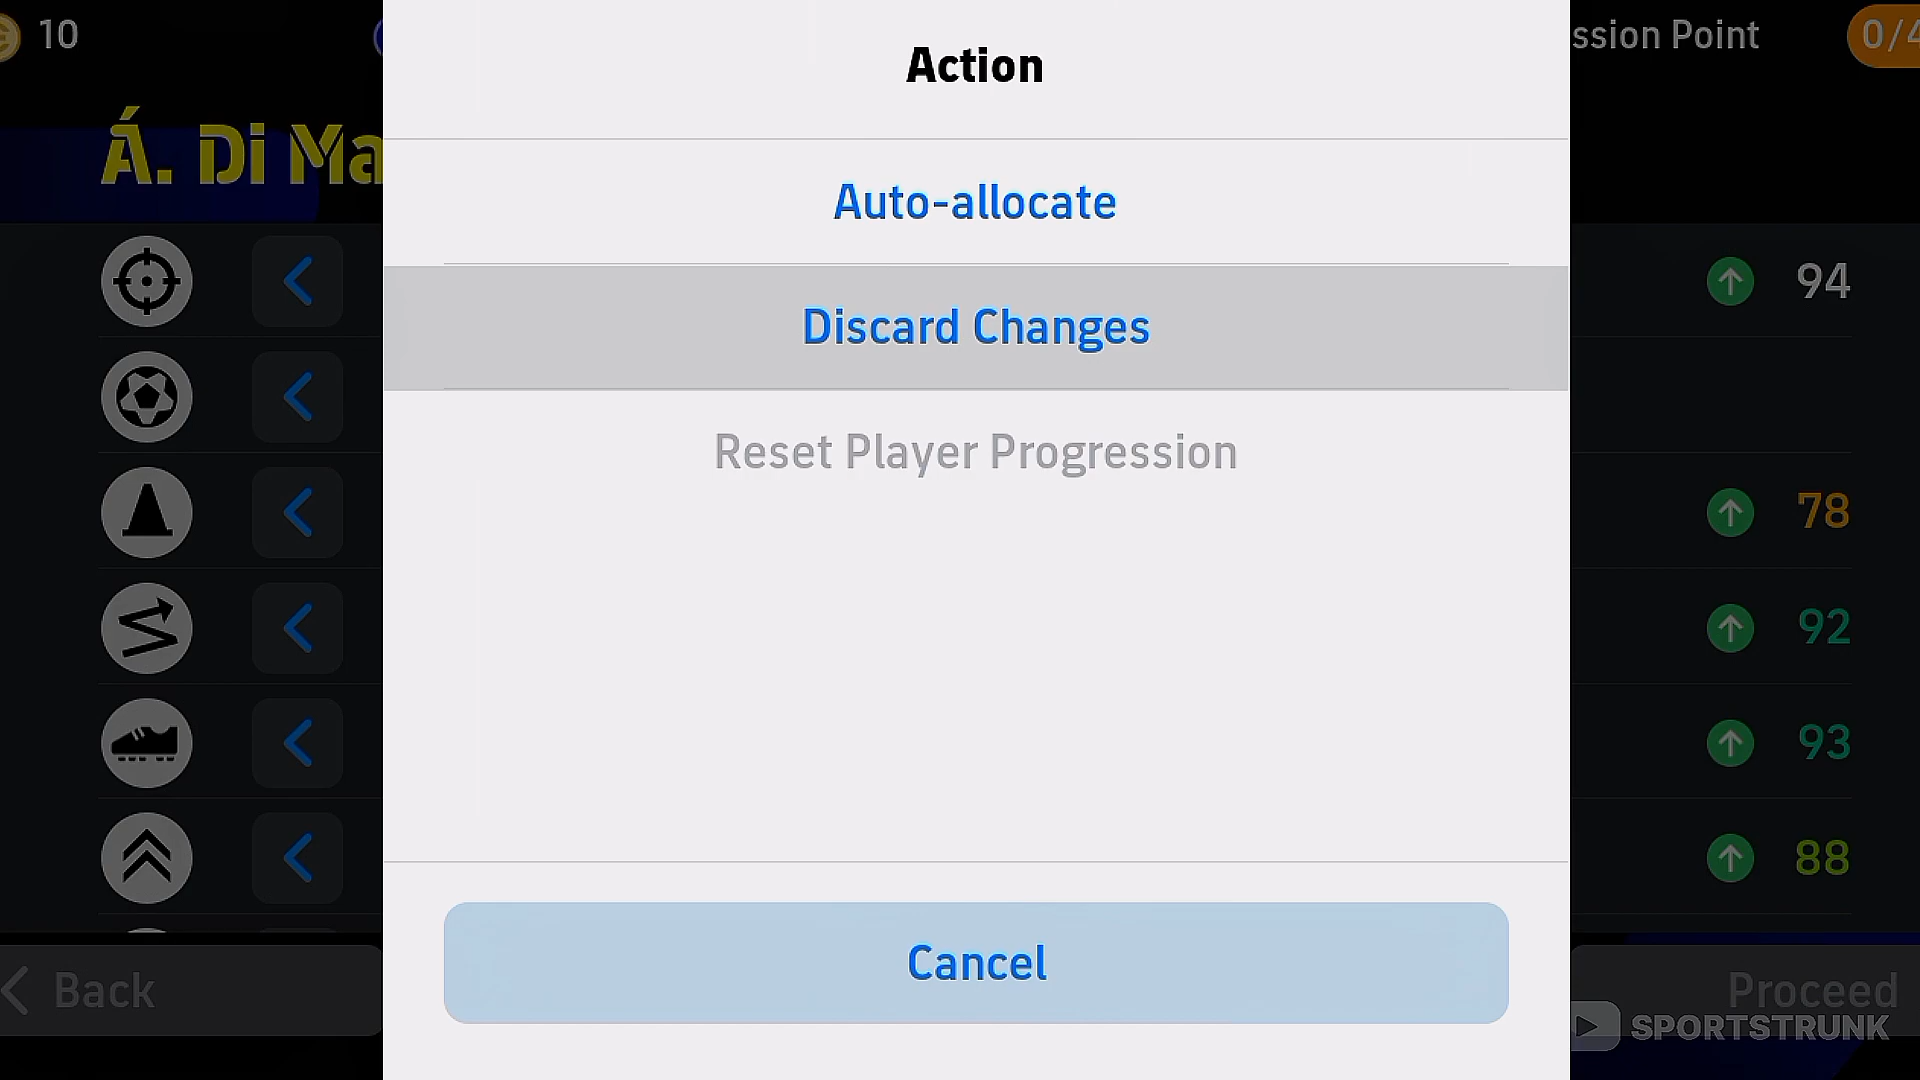 10
Action
ssion Point
0/4
Á. Di Ma
Auto-allocate
94
Discard Changes
Reset Player Progression
78
92
93
88
Cancel
Back
Proceed
SPORTSTRUNK